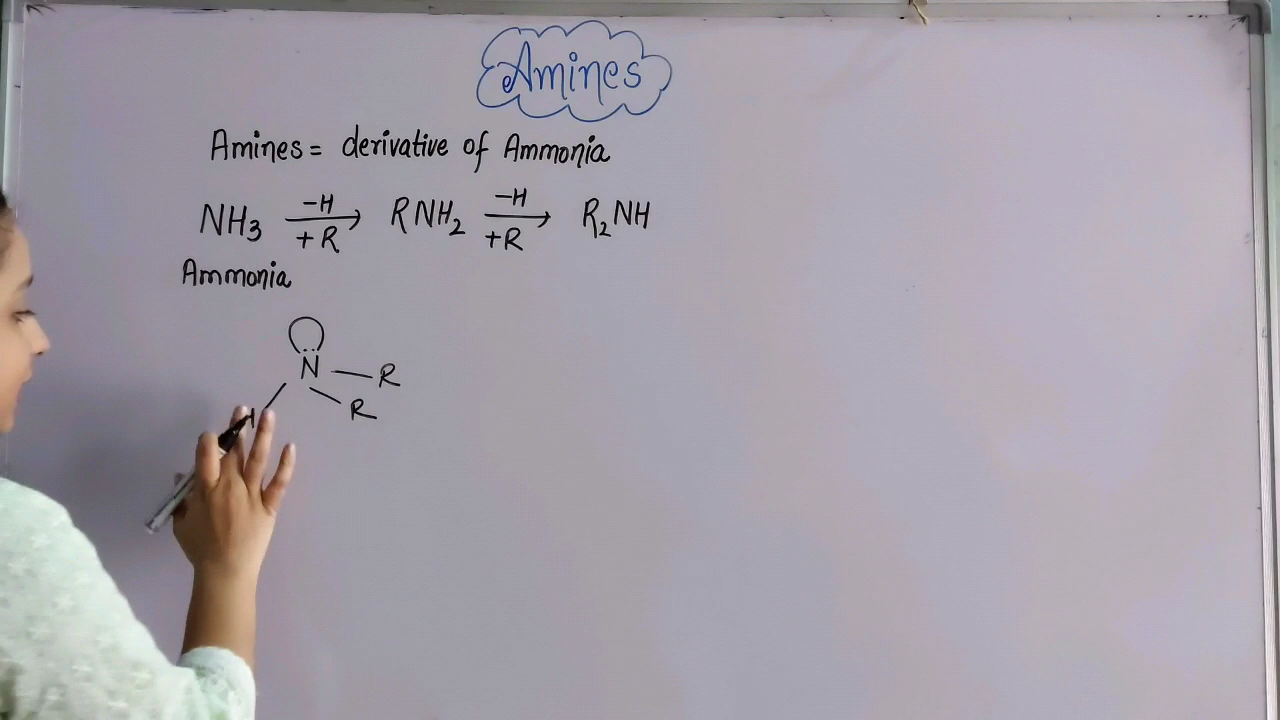 Amines
Amines = derivative of Ammonia
NH₃ —H/+R→ RNH₂ —H/+R→ R₂NH
Ammonia
N — R
R